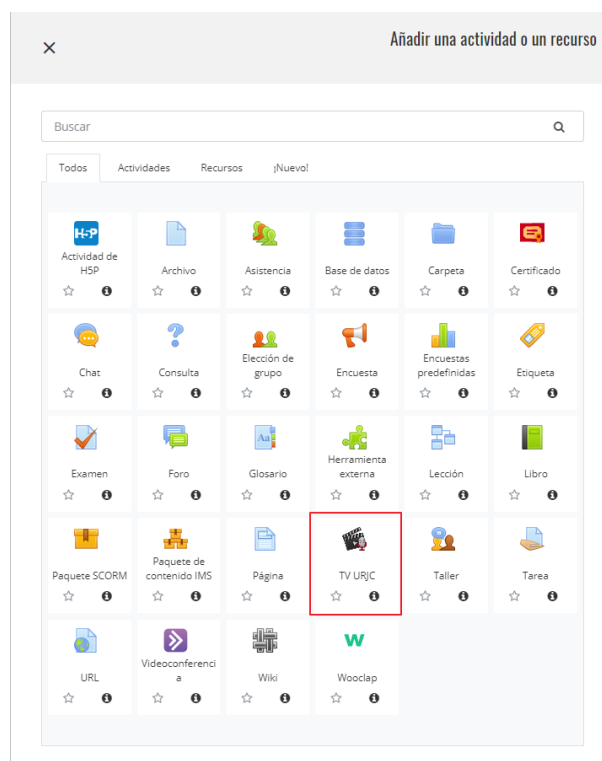 × Añadir una actividad o un recurso
Buscar
Todos Actividades Recursos ¡Nuevo!
H-P
Actividad de
H5P
Archivo
Asistencia
Base de datos
Carpeta
Certificado
Chat
Consulta
Elección de
grupo
Encuesta
Encuestas
predefinidas
Etiqueta
Examen
Foro
Aa
Glosario
Herramienta
externa
Lección
Libro
Paquete SCORM
Paquete de
contenido IMS
Página
TV URJC
Taller
Tarea
URL
Videoconferenci
a
Wiki
W
Wooclap